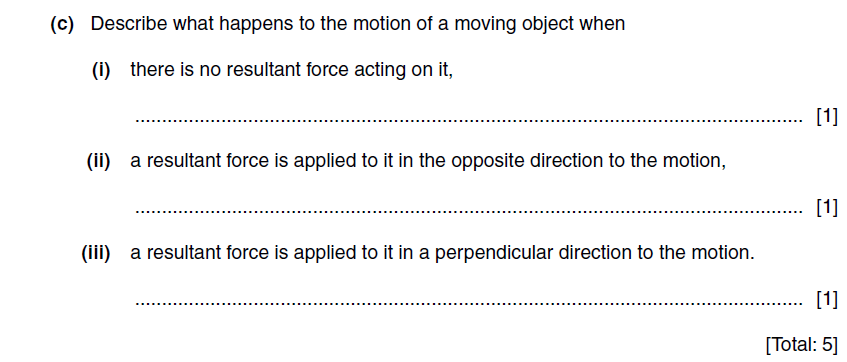 (c) Describe what happens to the motion of a moving object when
(i) there is no resultant force acting on it,
.............................................................................................................................. [1]
(ii) a resultant force is applied to it in the opposite direction to the motion,
.............................................................................................................................. [1]
(iii) a resultant force is applied to it in a perpendicular direction to the motion.
.............................................................................................................................. [1]
[Total: 5]